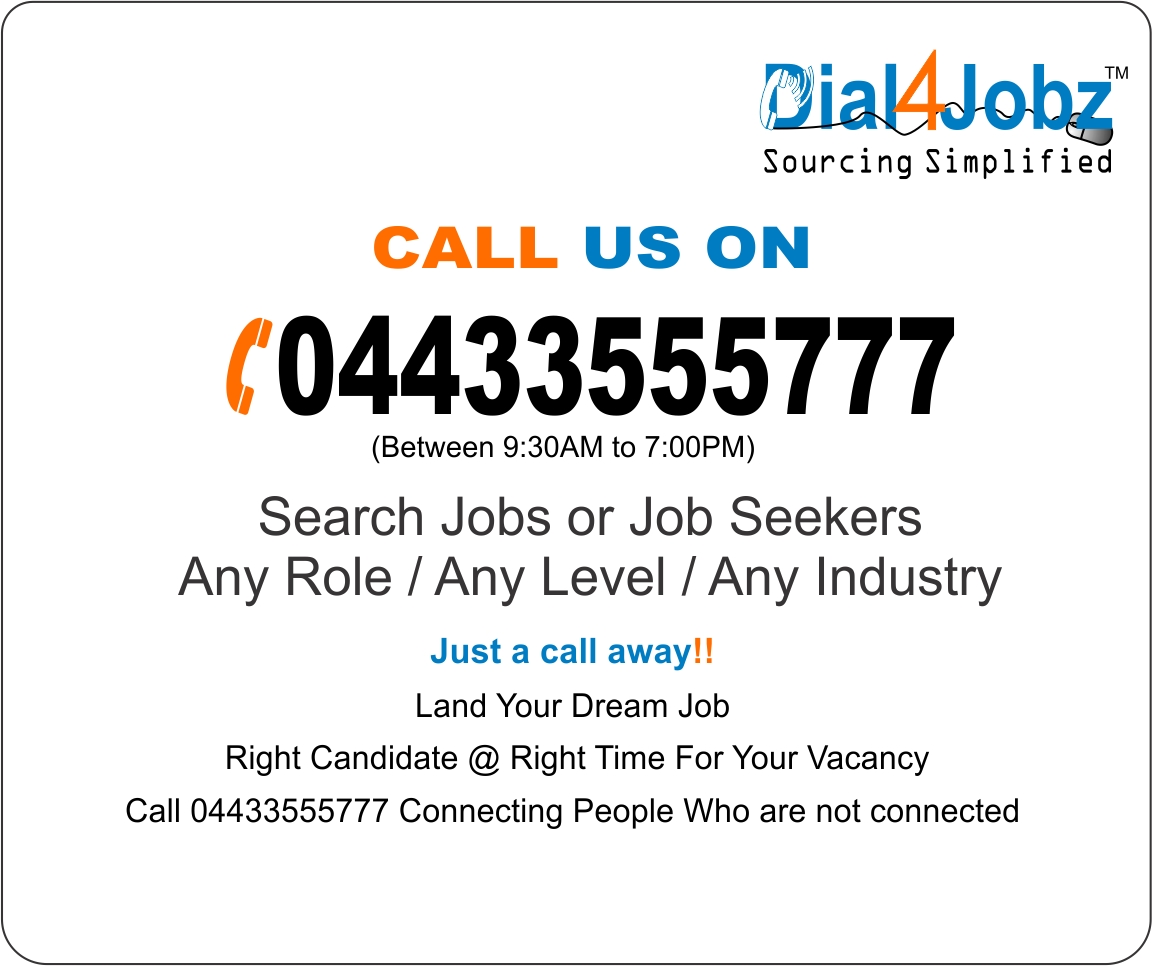 Dial4Jobz TM
Sourcing Simplified
CALL US ON
04433555777
(Between 9:30AM to 7:00PM)
Search Jobs or Job Seekers
Any Role / Any Level / Any Industry
Just a call away!!
Land Your Dream Job
Right Candidate @ Right Time For Your Vacancy
Call 04433555777 Connecting People Who are not connected